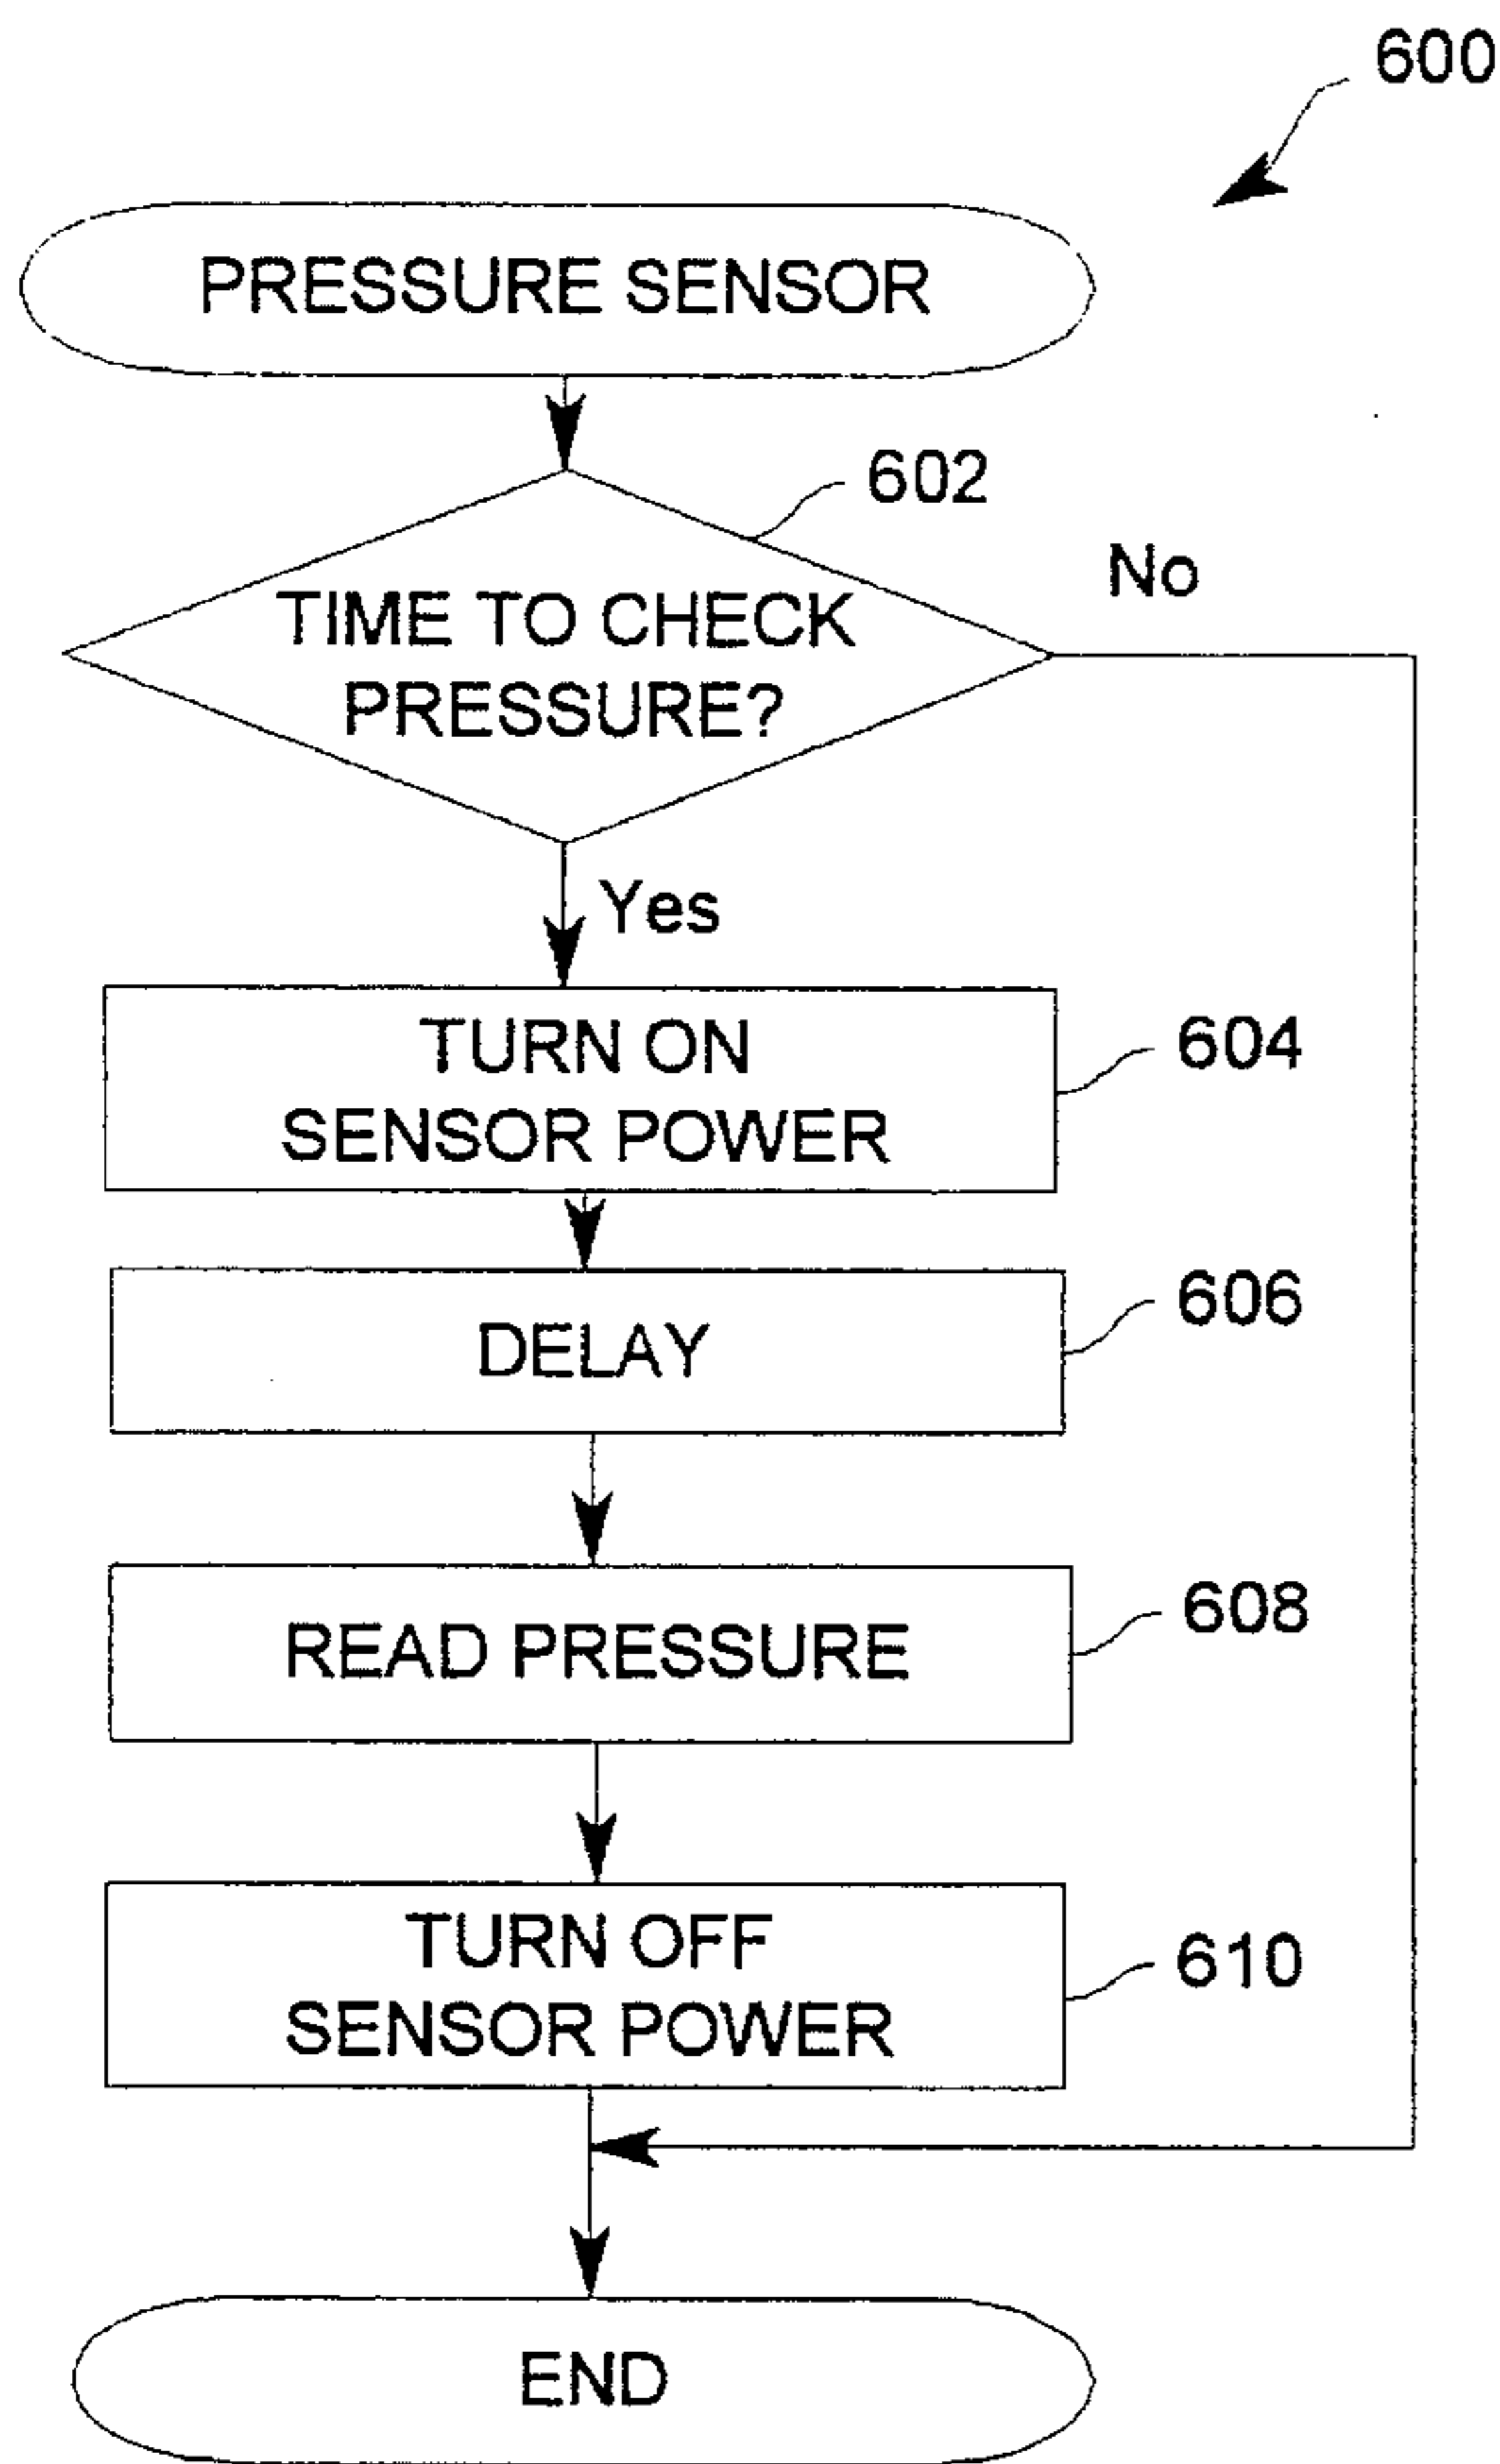 600
PRESSURE SENSOR
602
No
TIME TO CHECK
PRESSURE?
Yes
TURN ON
SENSOR POWER
604
DELAY
606
READ PRESSURE
608
TURN OFF
SENSOR POWER
610
END